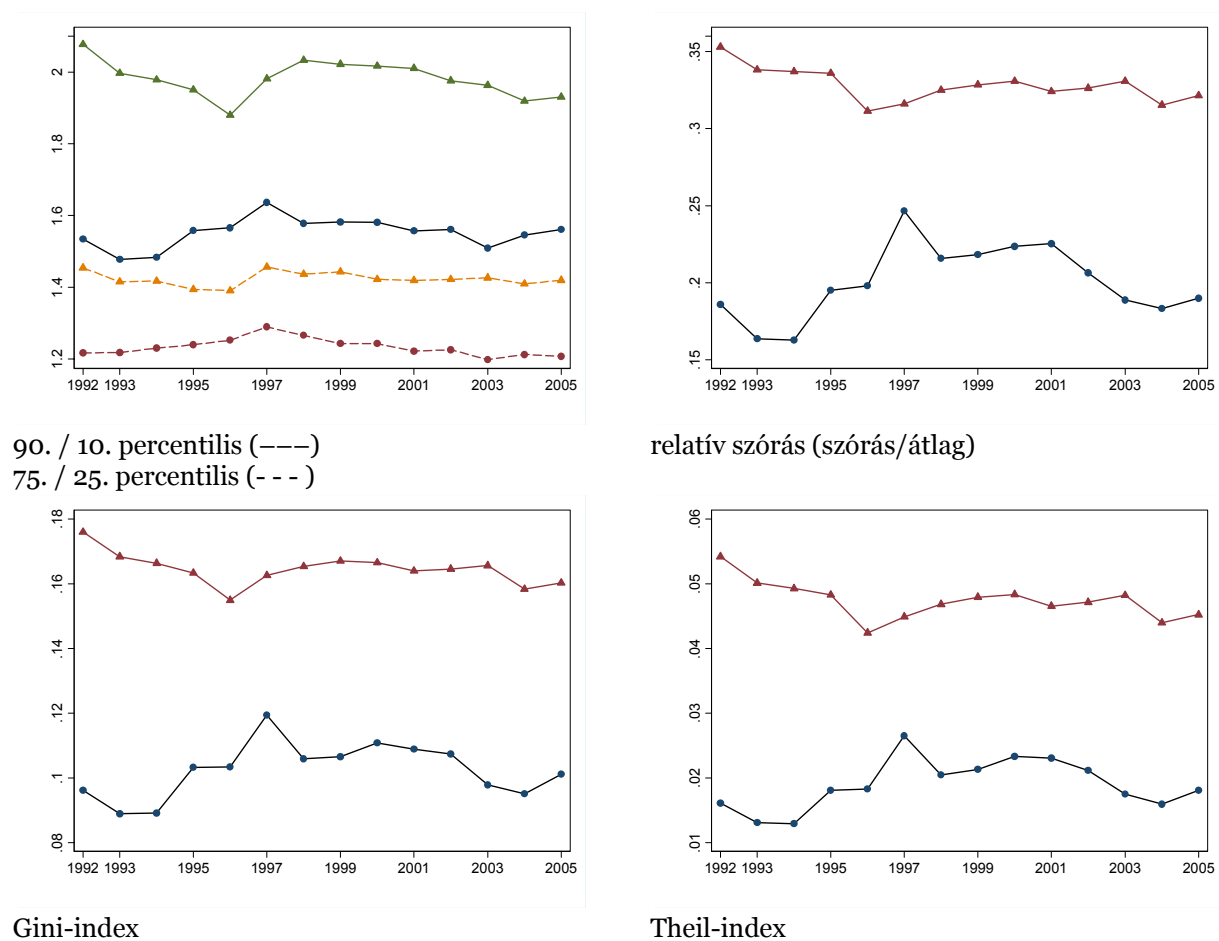 2
1.8
1.6
1.4
1.2
1992 1993 1995 1997 1999 2001 2003 2005
90. / 10. percentilis (–––)
75. / 25. percentilis (- - - )
.35
.3
.25
.2
.15
1992 1993 1995 1997 1999 2001 2003 2005
relatív szórás (szórás/átlag)
.18
.16
.14
.12
.1
.08
1992 1993 1995 1997 1999 2001 2003 2005
Gini-index
.06
.05
.04
.03
.02
.01
1992 1993 1995 1997 1999 2001 2003 2005
Theil-index